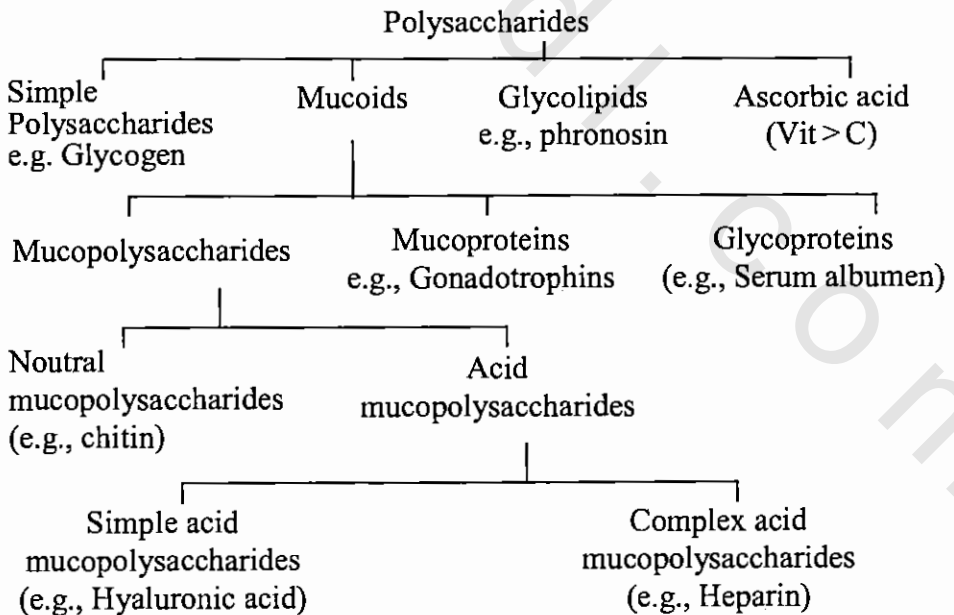 Polysaccharides
Simple
Polysaccharides
e.g. Glycogen
Mucoids
Glycolipids
e.g., phronosin
Ascorbic acid
(Vit > C)
Mucopolysaccharides
Mucoproteins
e.g., Gonadotrophins
Glycoproteins
(e.g., Serum albumen)
Noutral
mucopolysaccharides
(e.g., chitin)
Acid
mucopolysaccharides
Simple acid
mucopolysaccharides
(e.g., Hyaluronic acid)
Complex acid
mucopolysaccharides
(e.g., Heparin)